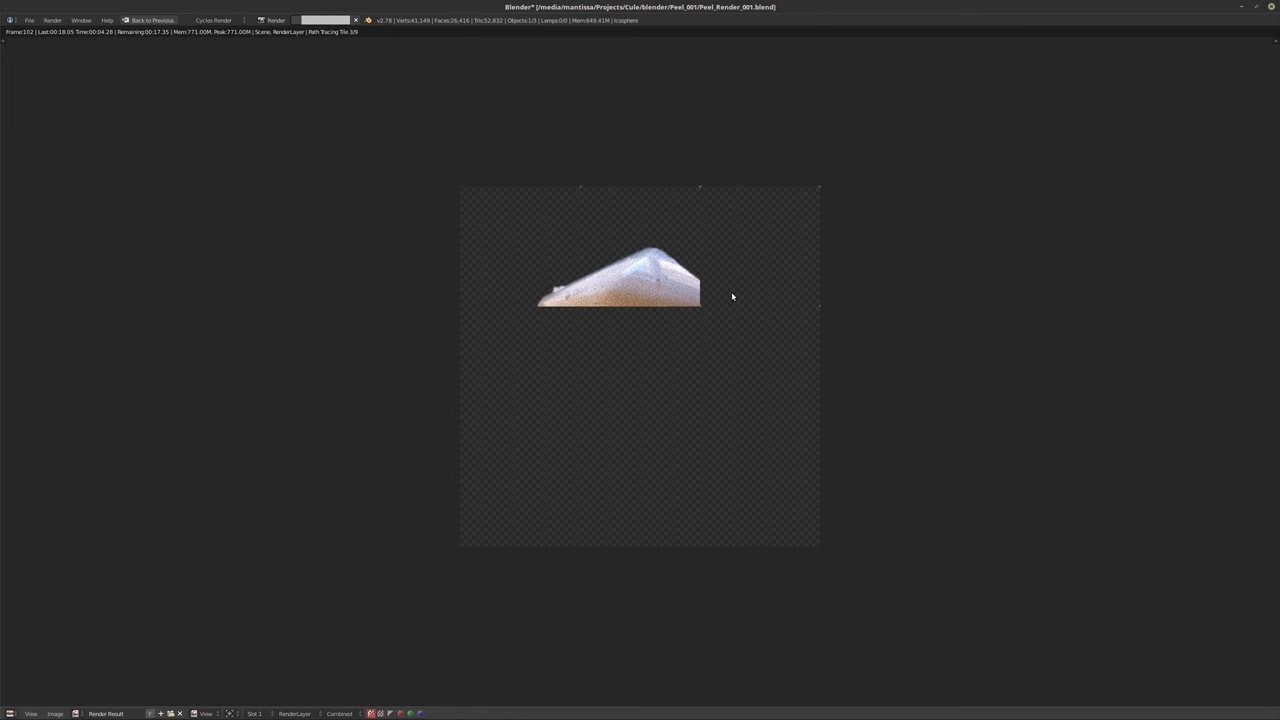 Blender* [/media/mantissa/Projects/Cule/blender/Peel_001/Peel_Render_001.blend]
File Render Window Help Back to Previous Cycles Render Render v2.78 | Verts:41,149 | Faces:26,416 | Tris:52,832 | Objects:1/3 | Lamps:0/0 | Mem:649.41M | Icosphere
Frame:102 | Last:00:18.05 Time:00:04.28 | Remaining:00:17.35 | Mem:771.00M, Peak:771.00M | Scene, RenderLayer | Path Tracing Tile 3/9
View Image Render Result F View Slot 1 RenderLayer Combined